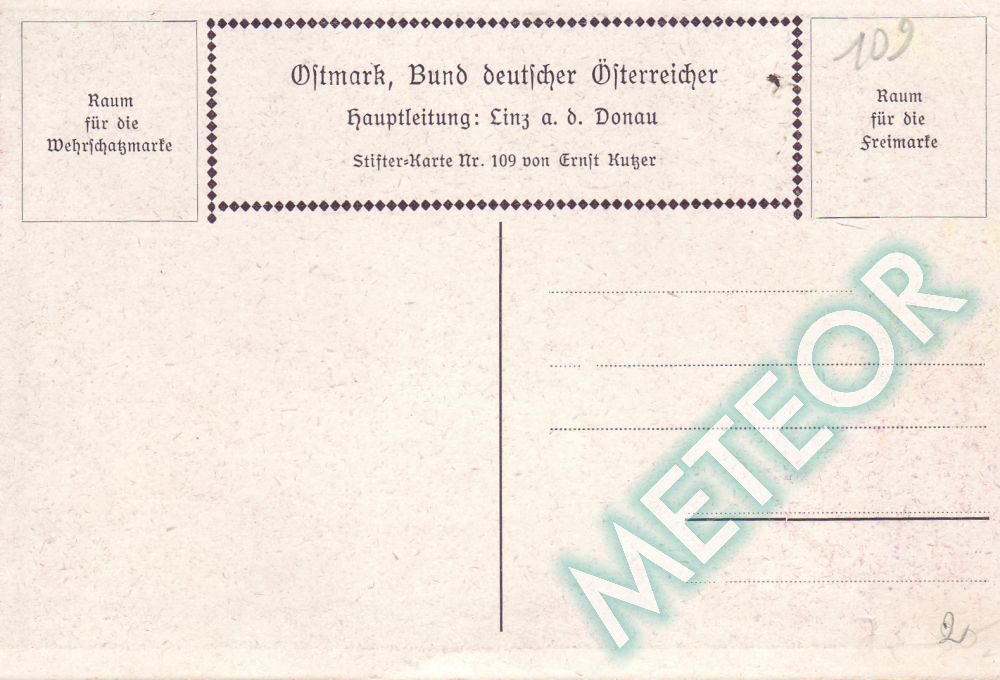 Raum
für die
Wehrschatzmarke
Ostmark, Bund deutscher Österreicher
Hauptleitung: Linz a. d. Donau
Stifter-Karte Nr. 109 von Ernst Kutzer
109
Raum
für die
Freimarke
METEOR